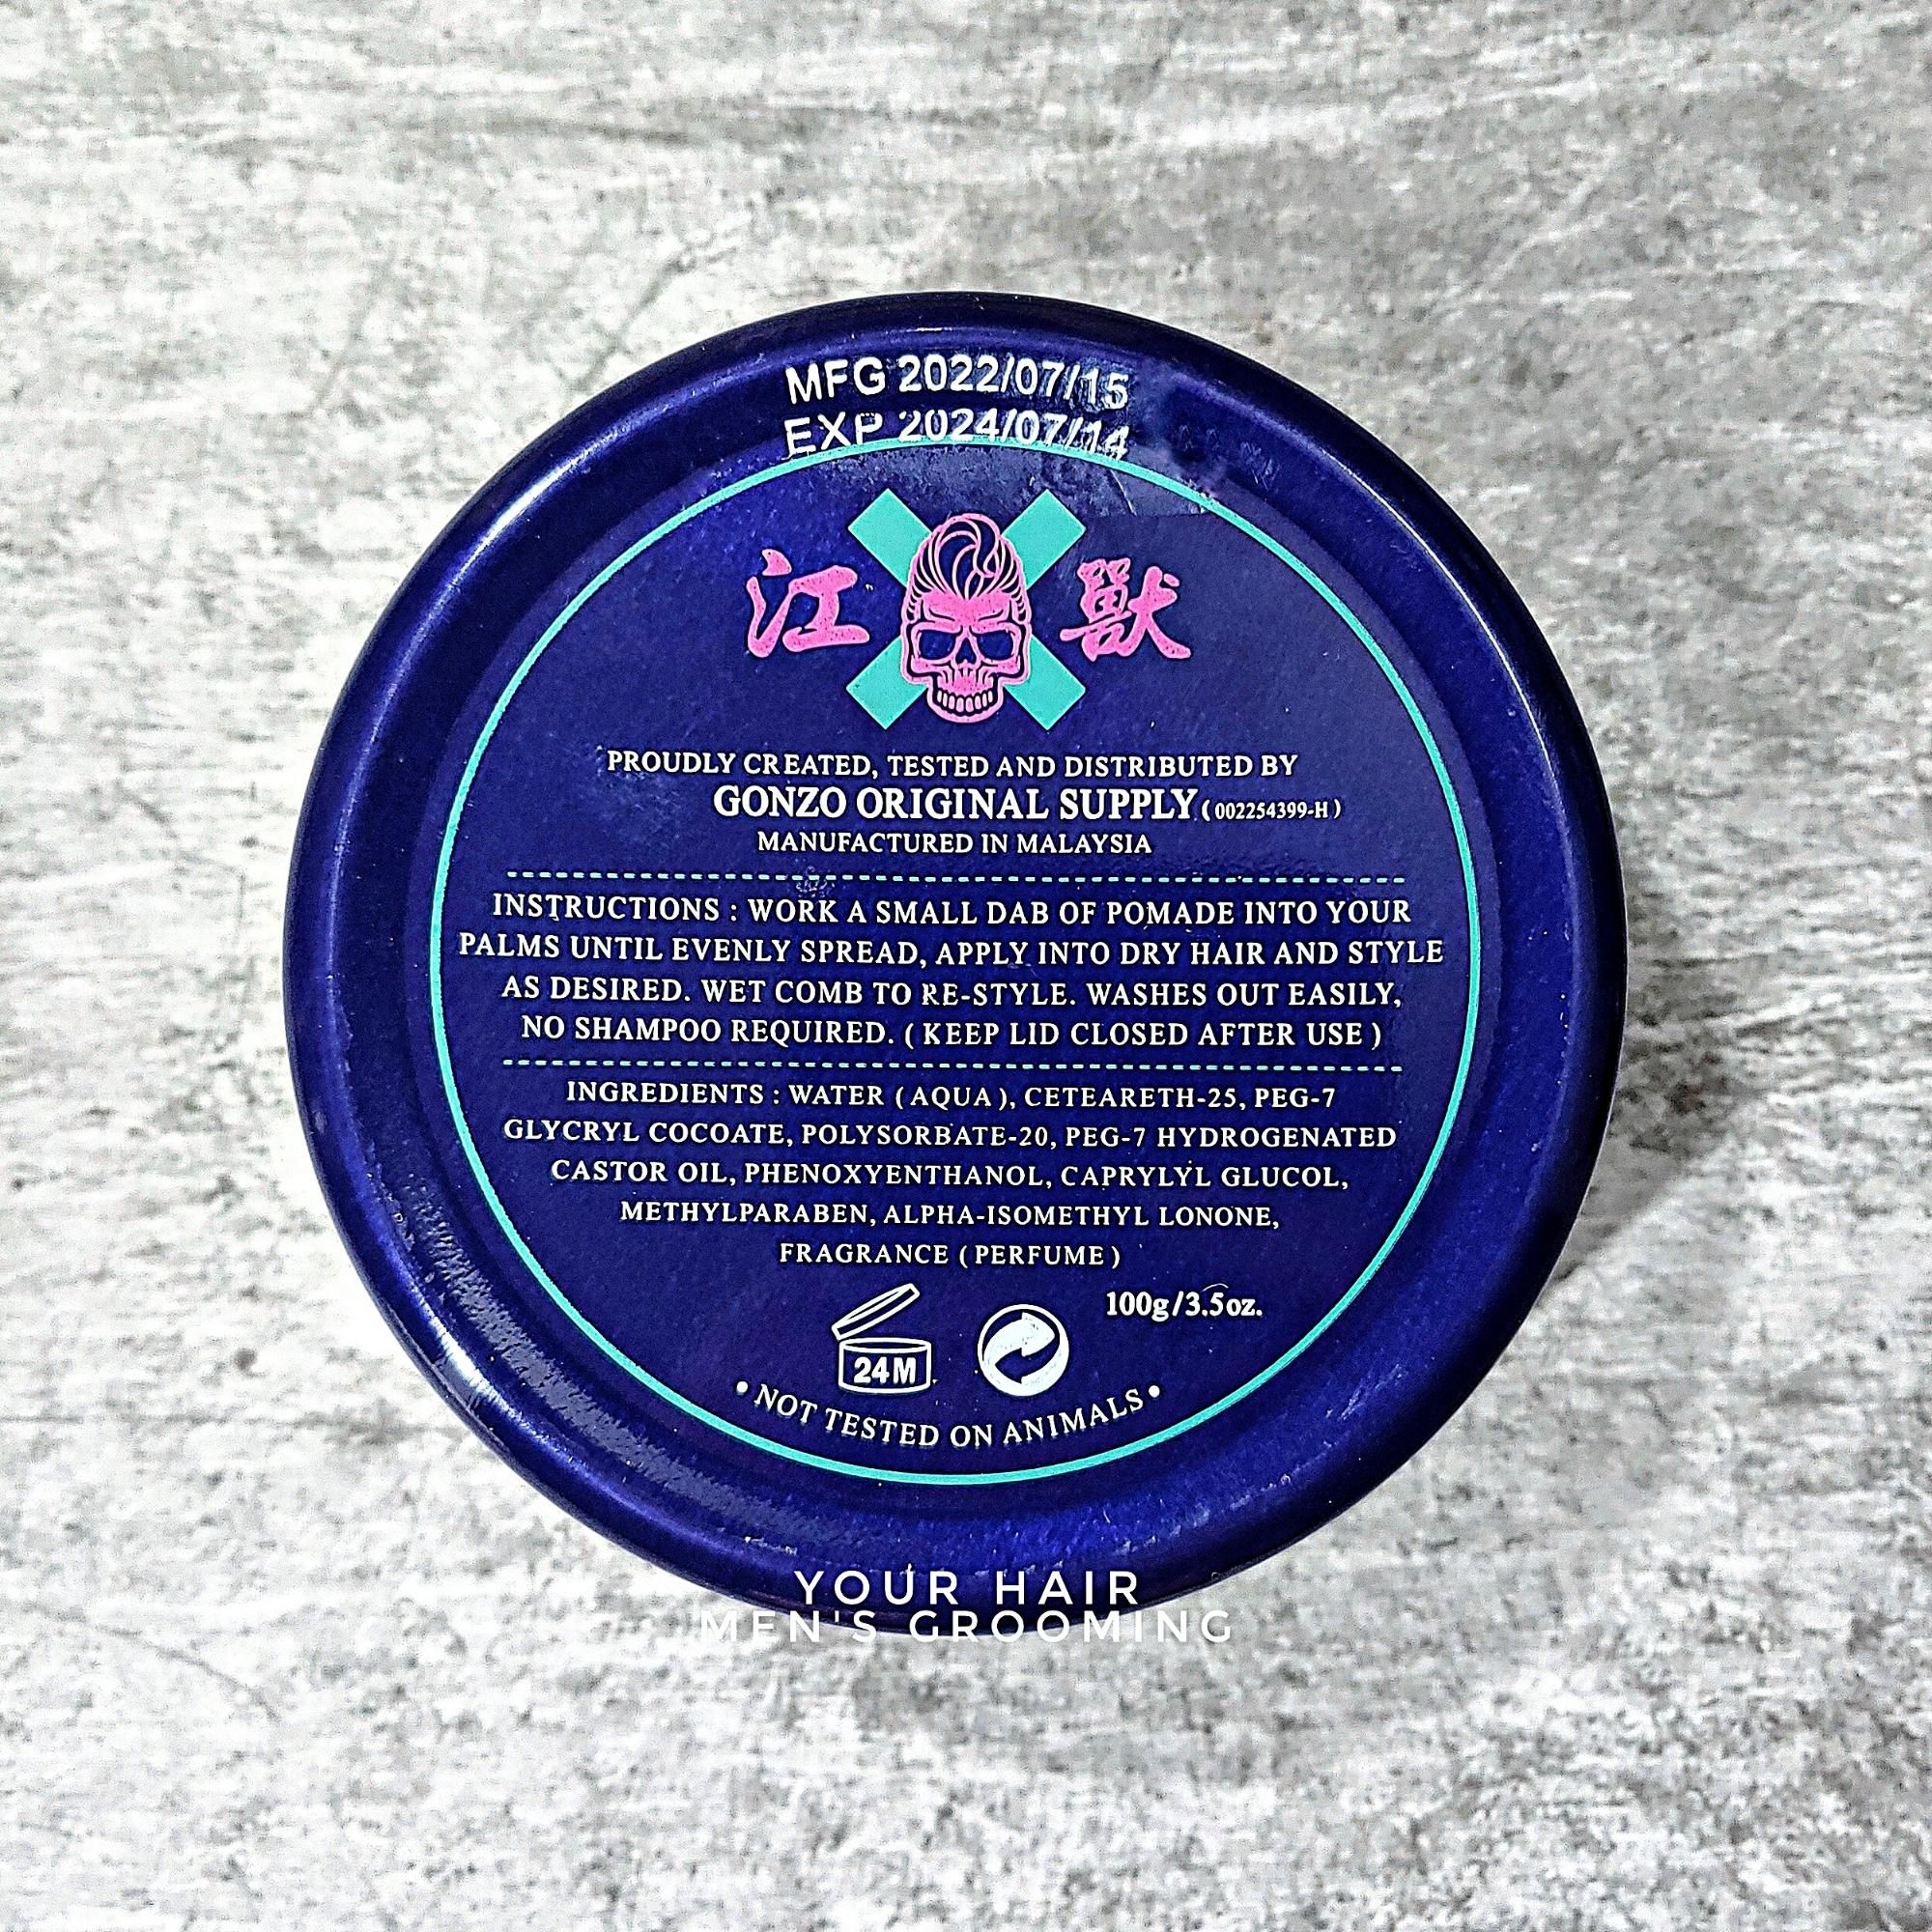 MFG 2022/07/15
EXP 2024/07/14
江 獸
PROUDLY CREATED, TESTED AND DISTRIBUTED BY
GONZO ORIGINAL SUPPLY ( 002254399-H )
MANUFACTURED IN MALAYSIA
INSTRUCTIONS : WORK A SMALL DAB OF POMADE INTO YOUR
PALMS UNTIL EVENLY SPREAD, APPLY INTO DRY HAIR AND STYLE
AS DESIRED. WET COMB TO RE-STYLE. WASHES OUT EASILY,
NO SHAMPOO REQUIRED. ( KEEP LID CLOSED AFTER USE )
INGREDIENTS : WATER ( AQUA ), CETEARETH-25, PEG-7
GLYCRYL COCOATE, POLYSORBATE-20, PEG-7 HYDROGENATED
CASTOR OIL, PHENOXYENTHANOL, CAPRYLYL GLUCOL,
METHYLPARABEN, ALPHA-ISOMETHYL LONONE,
FRAGRANCE ( PERFUME )
100g/3.5oz.
24M
• NOT TESTED ON ANIMALS •
YOUR HAIR
MEN'S GROOMING